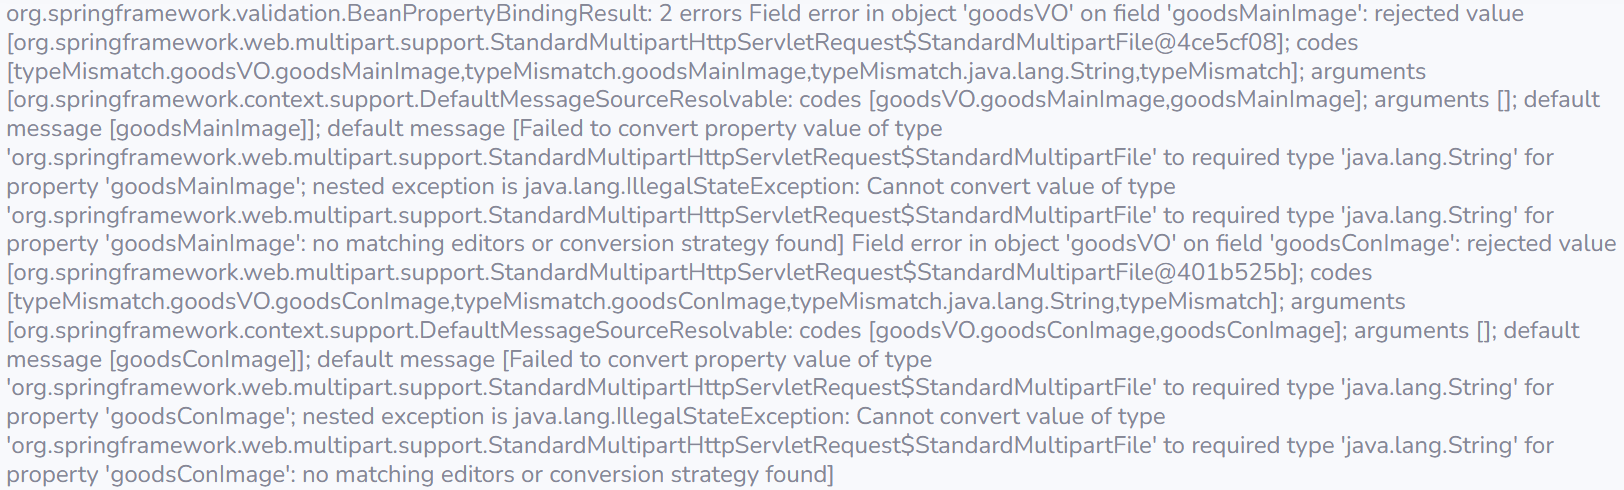 org.springframework.validation.BeanPropertyBindingResult: 2 errors Field error in object 'goodsVO' on field 'goodsMainImage': rejected value
[org.springframework.web.multipart.support.StandardMultipartHttpServletRequest$StandardMultipartFile@4ce5cf08]; codes
[typeMismatch.goodsVO.goodsMainImage,typeMismatch.goodsMainImage,typeMismatch.java.lang.String,typeMismatch]; arguments
[org.springframework.context.support.DefaultMessageSourceResolvable: codes [goodsVO.goodsMainImage,goodsMainImage]; arguments []; default
message [goodsMainImage]]; default message [Failed to convert property value of type
'org.springframework.web.multipart.support.StandardMultipartHttpServletRequest$StandardMultipartFile' to required type 'java.lang.String' for
property 'goodsMainImage'; nested exception is java.lang.IllegalStateException: Cannot convert value of type
'org.springframework.web.multipart.support.StandardMultipartHttpServletRequest$StandardMultipartFile' to required type 'java.lang.String' for
property 'goodsMainImage': no matching editors or conversion strategy found] Field error in object 'goodsVO' on field 'goodsConImage': rejected value
[org.springframework.web.multipart.support.StandardMultipartHttpServletRequest$StandardMultipartFile@401b525b]; codes
[typeMismatch.goodsVO.goodsConImage,typeMismatch.goodsConImage,typeMismatch.java.lang.String,typeMismatch]; arguments
[org.springframework.context.support.DefaultMessageSourceResolvable: codes [goodsVO.goodsConImage,goodsConImage]; arguments []; default
message [goodsConImage]]; default message [Failed to convert property value of type
'org.springframework.web.multipart.support.StandardMultipartHttpServletRequest$StandardMultipartFile' to required type 'java.lang.String' for
property 'goodsConImage'; nested exception is java.lang.IllegalStateException: Cannot convert value of type
'org.springframework.web.multipart.support.StandardMultipartHttpServletRequest$StandardMultipartFile' to required type 'java.lang.String' for
property 'goodsConImage': no matching editors or conversion strategy found]